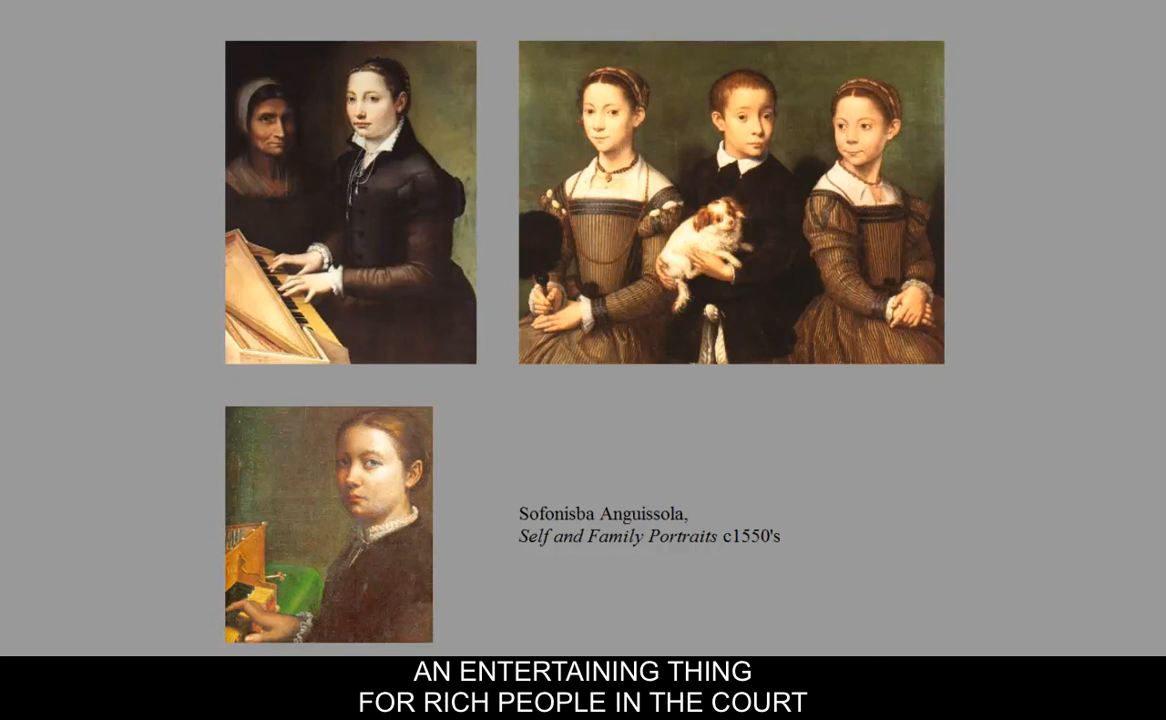 Sofonisba Anguissola,
Self and Family Portraits c1550's
AN ENTERTAINING THING
FOR RICH PEOPLE IN THE COURT